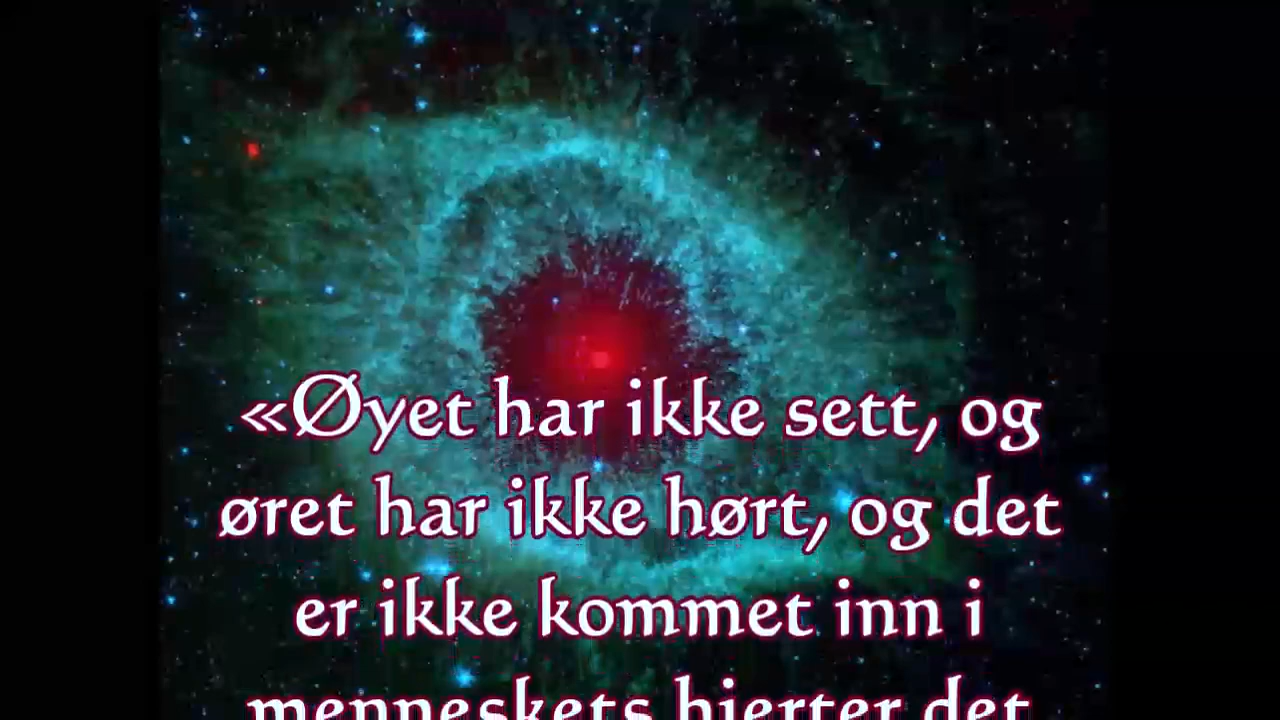 «Øyet har ikke sett, og
øret har ikke hørt, og det
er ikke kommet inn i
menneskets hjerter det